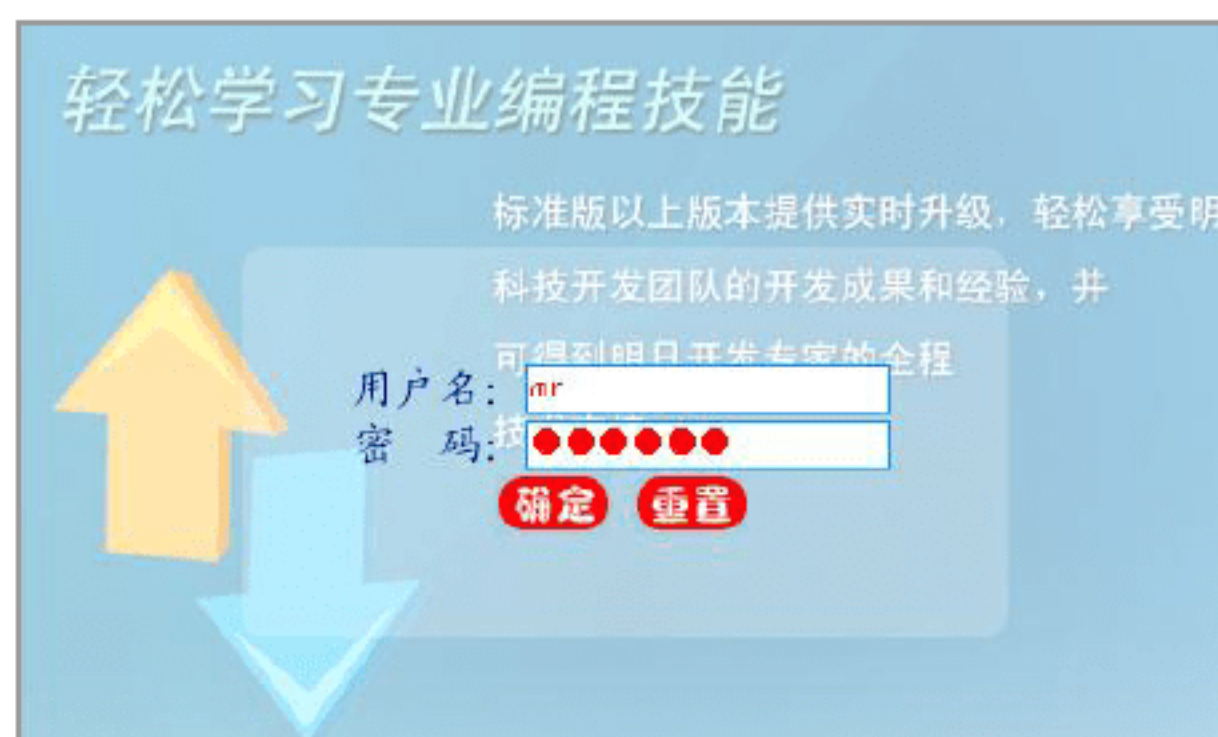 轻松学习专业编程技能
标准版以上版本提供实时升级，轻松享受明
科技开发团队的开发成果和经验，并
可得到明日开发专家的全程
用户名：mr
技
密 码：●●●●●●
确定 重置